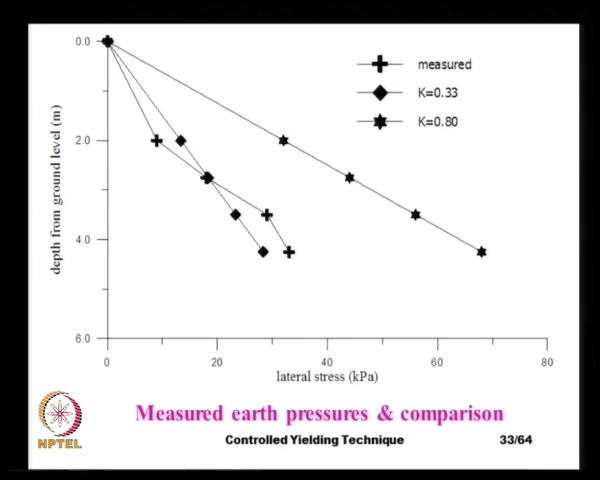 0.0
2.0
4.0
6.0
depth from ground level (m)
measured
K=0.33
K=0.80
0
20
40
60
80
lateral stress (kPa)
Measured earth pressures & comparison
NPTEL
Controlled Yielding Technique
33/64